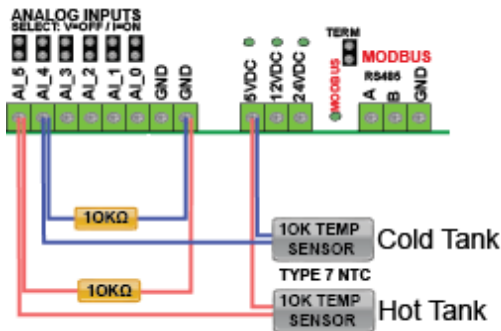 ANALOG INPUTS
SELECT: V=OFF / I=ON
AI_5
AI_4
AI_3
AI_2
AI_1
AI_0
GND
GND
5VDC
12VDC
24VDC
TERM
MODBUS
MODBUS
RS485
A
B
GND
10KΩ
10K TEMP
SENSOR
Cold Tank
TYPE 7 NTC
10KΩ
10K TEMP
SENSOR
Hot Tank